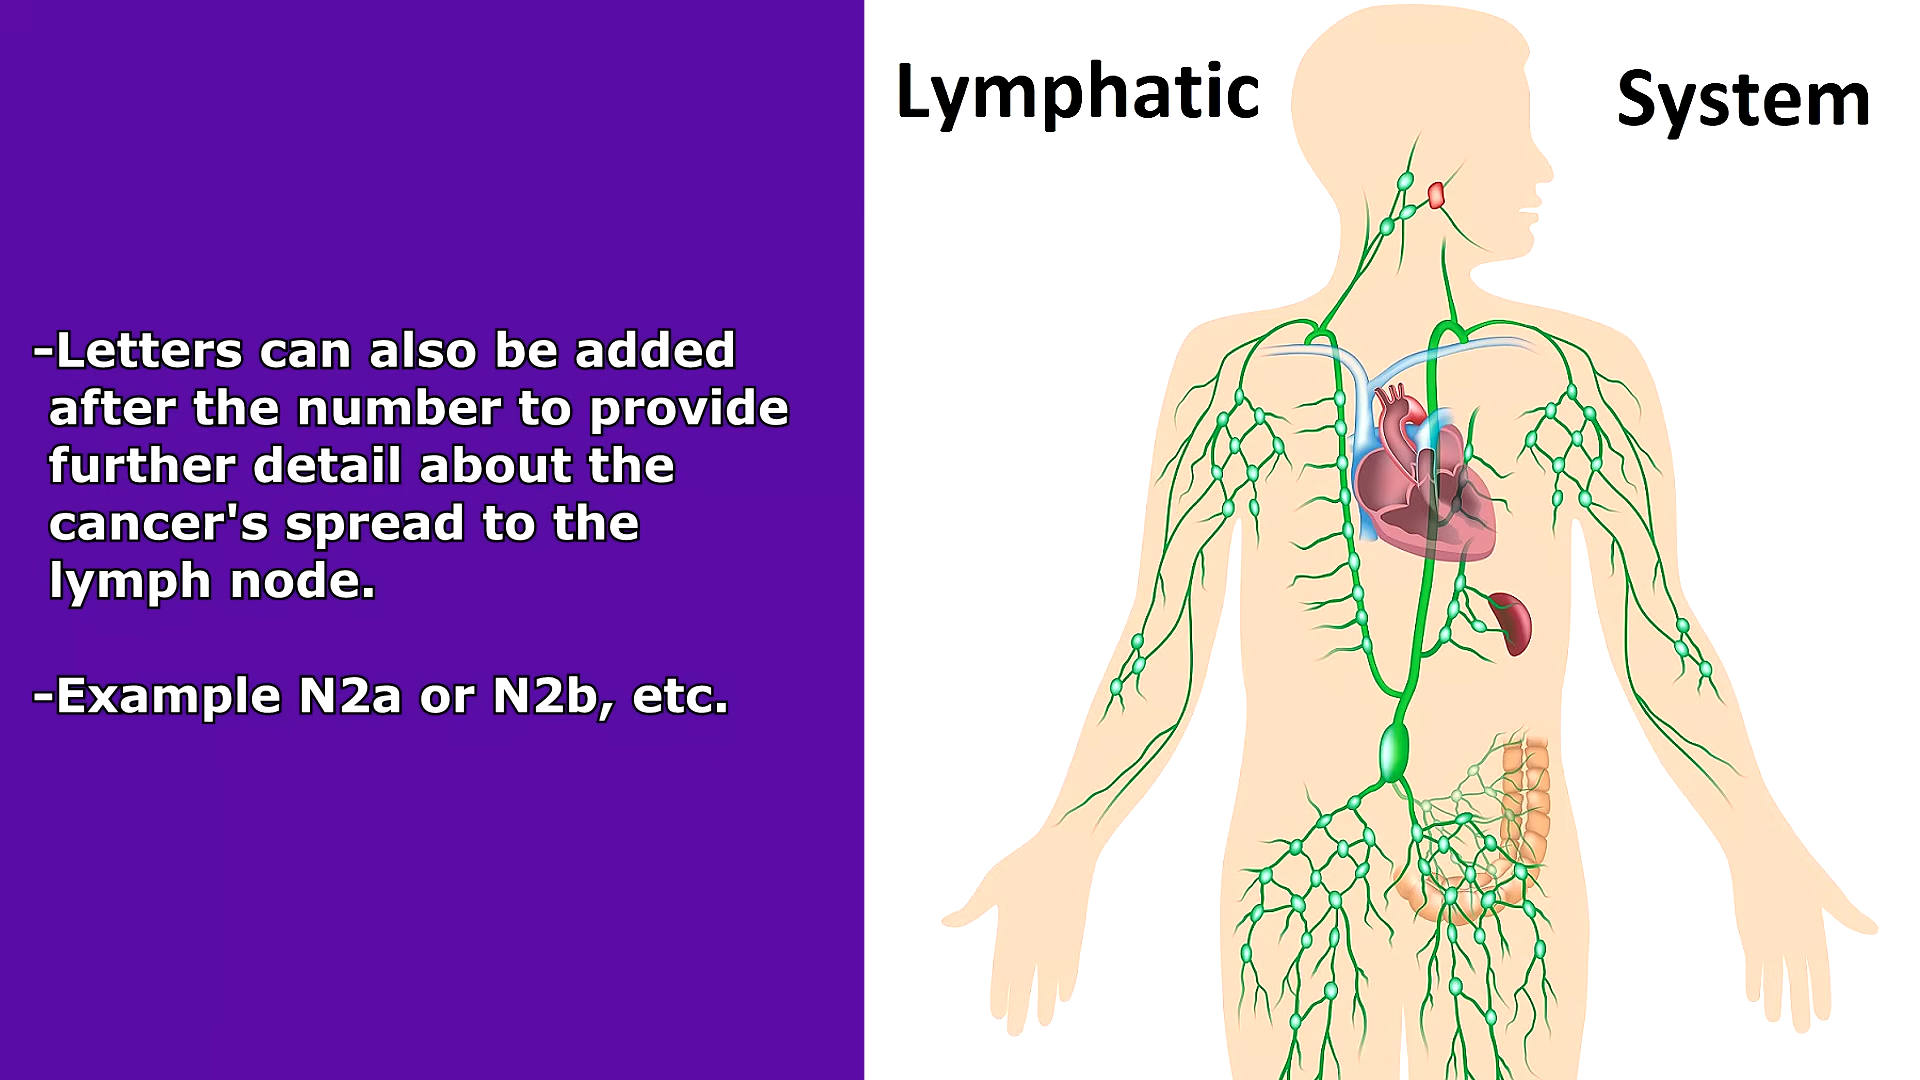 Lymphatic System
-Letters can also be added
after the number to provide
further detail about the
cancer's spread to the
lymph node.
-Example N2a or N2b, etc.